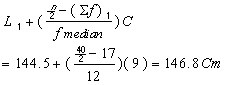 L₁ + ( (n/2 − (Σf)₁) / f median ) C
= 144.5 + ( (40/2 − 17) / 12 )(9) = 146.8 Cm